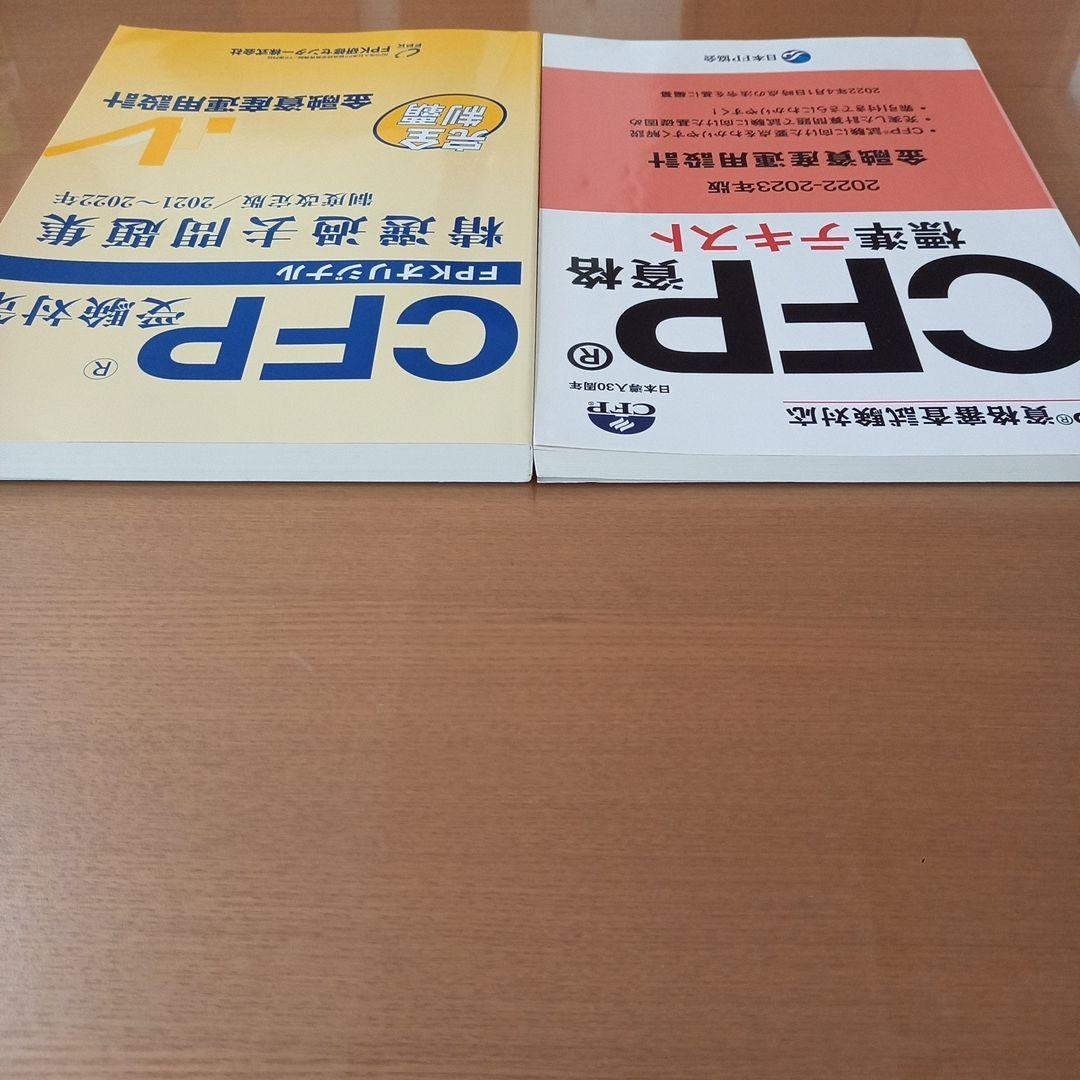 CFP® 受験対
FPKオリジナル
精選過去問題集
制度改定版／2021～2022年
金融資産運用設計
完全
制覇
FPK研修センター株式会社
®資格審査試験対応
CFP®
日本導入30周年
CFP®
資格
標準テキスト
2022-2023年版
金融資産運用設計
• CFP®試験に向けた要点をわかりやすく解説
• 充実した計算問題で試験に向けた基礎固め
• 索引付きでさらにわかりやすく！
2022年4月1日時点の法令を基に編纂
日本FP協会